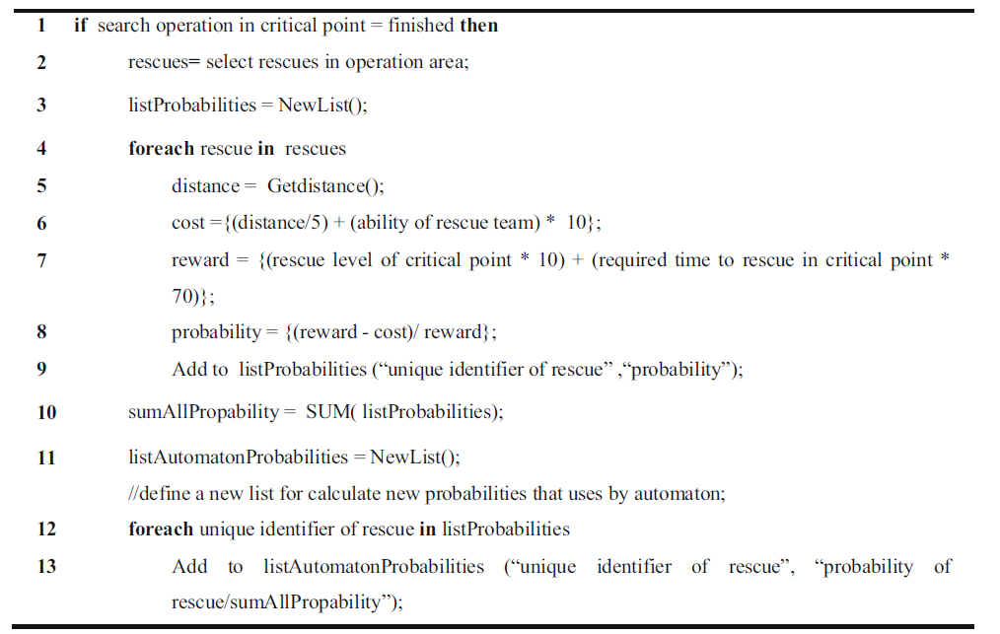 1 if search operation in critical point = finished then
2 rescues= select rescues in operation area;
3 listProbabilities = NewList();
4 foreach rescue in rescues
5 distance = Getdistance();
6 cost ={(distance/5) + (ability of rescue team) * 10};
7 reward = {(rescue level of critical point * 10) + (required time to rescue in critical point *
70)};
8 probability = {(reward - cost)/ reward};
9 Add to listProbabilities (“unique identifier of rescue” ,“probability”);
10 sumAllPropability = SUM( listProbabilities);
11 listAutomatonProbabilities = NewList();
//define a new list for calculate new probabilities that uses by automaton;
12 foreach unique identifier of rescue in listProbabilities
13 Add to listAutomatonProbabilities (“unique identifier of rescue”, “probability of
rescue/sumAllPropability”);